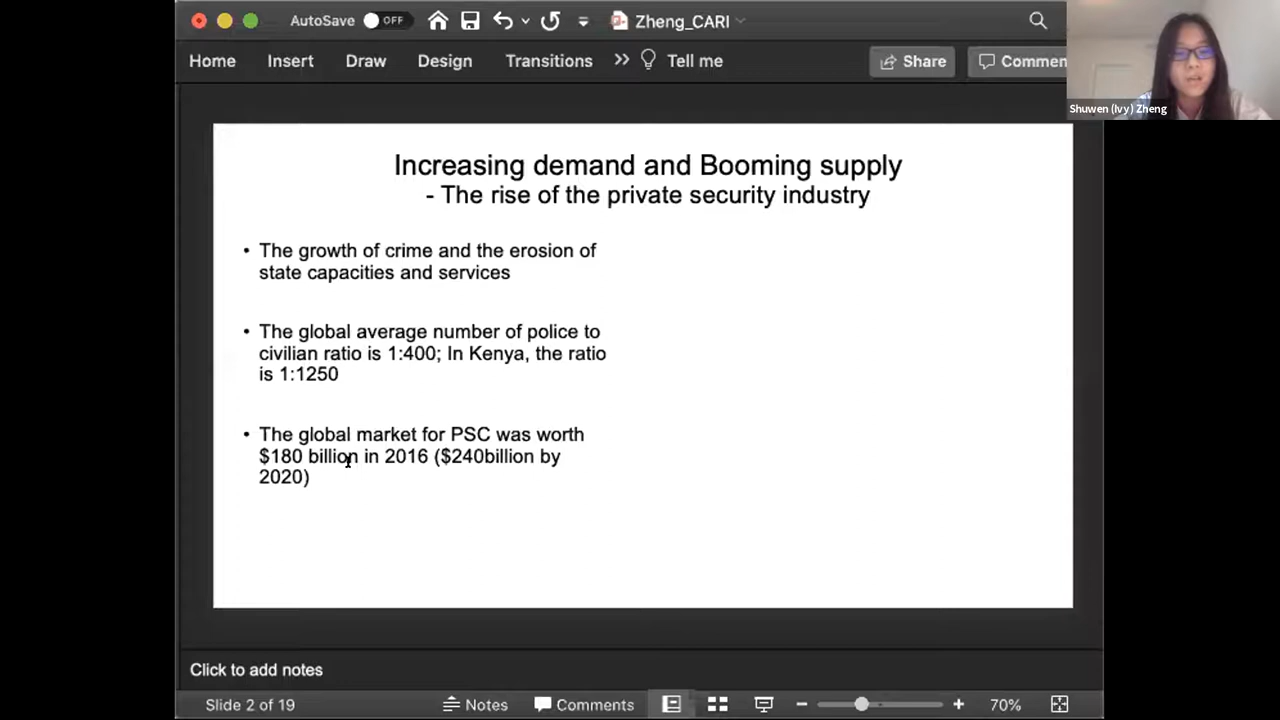 AutoSave OFF Zheng_CARI
Home Insert Draw Design Transitions Tell me Share Commen
Shuwen (Ivy) Zheng
Increasing demand and Booming supply
- The rise of the private security industry
• The growth of crime and the erosion of
state capacities and services
• The global average number of police to
civilian ratio is 1:400; In Kenya, the ratio
is 1:1250
• The global market for PSC was worth
$180 billion in 2016 ($240billion by
2020)
Click to add notes
Slide 2 of 19 Notes Comments 70%